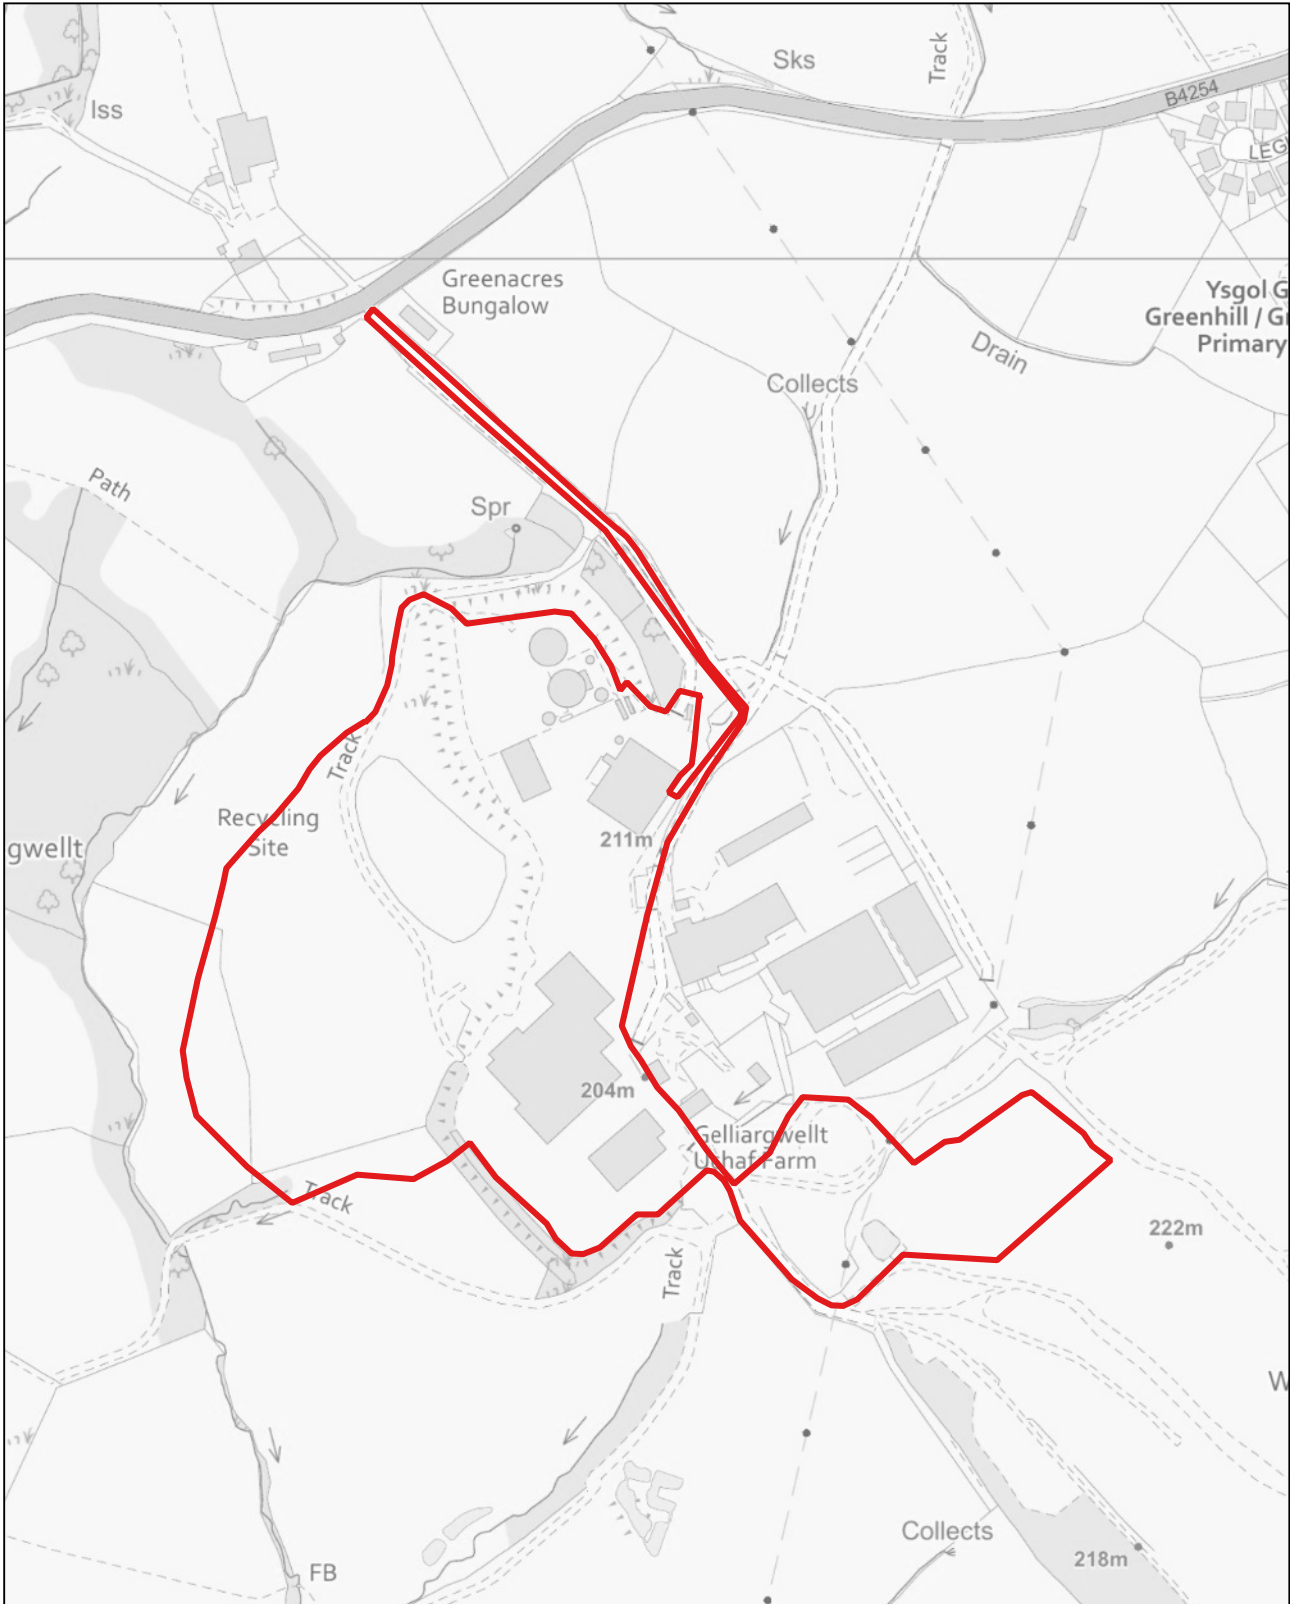 Sks
Track
B4254
Iss
LEG
Greenacres
Bungalow
Ysgol G
Greenhill / G
Primary
Drain
Collects
Path
Spr
Track
Recycling
Site
211m
gwellt
204m
Gelliargwellt
Uchaf Farm
Track
222m
Track
W
Collects
218m
FB